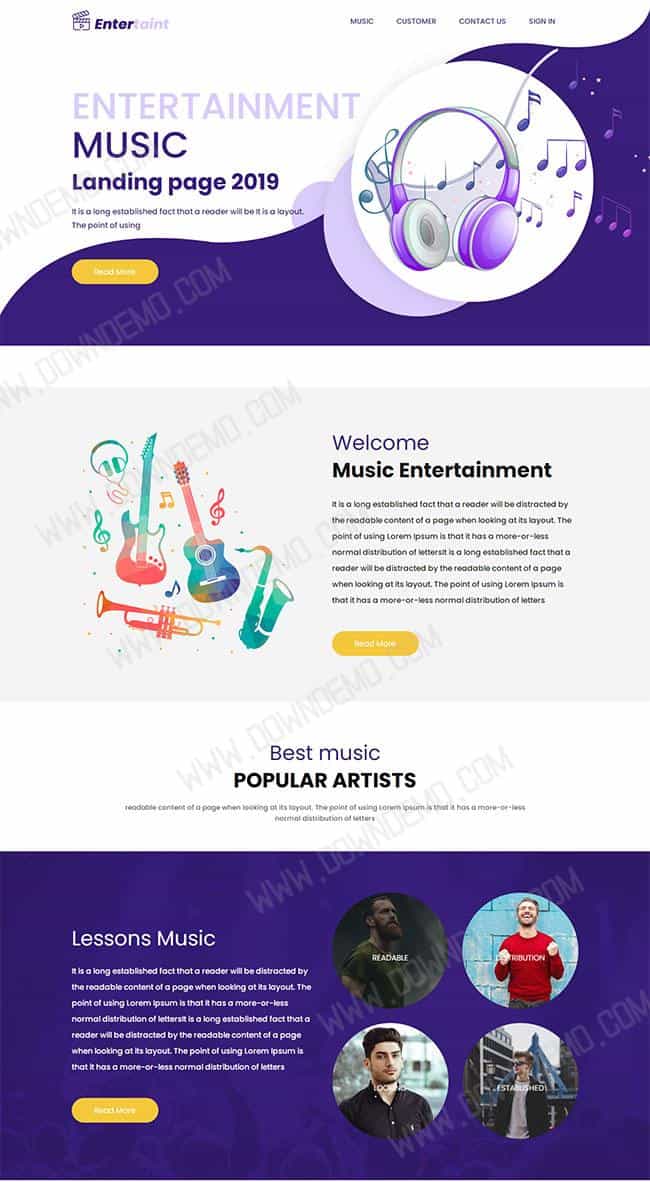 Entertaint
MUSIC CUSTOMER CONTACT US SIGN IN
ENTERTAINMENT
MUSIC
Landing page 2019
It is a long established fact that a reader will be It is a layout.
The point of using
Read More
Welcome
Music Entertainment
It is a long established fact that a reader will be distracted by
the readable content of a page when looking at its layout. The
point of using Lorem Ipsum is that it has a more-or-less
normal distribution of lettersIt is a long established fact that a
reader will be distracted by the readable content of a page
when looking at its layout. The point of using Lorem Ipsum is
that it has a more-or-less normal distribution of letters
Read More
Best music
POPULAR ARTISTS
readable content of a page when looking at its layout. The point of using Lorem Ipsum is that it has a more-or-less
normal distribution of letters
Lessons Music
It is a long established fact that a reader will be distracted by
the readable content of a page when looking at its layout. The
point of using Lorem Ipsum is that it has a more-or-less
normal distribution of lettersIt is a long established fact that a
reader will be distracted by the readable content of a page
when looking at its layout. The point of using Lorem Ipsum is
that it has a more-or-less normal distribution of letters
Read More
READABLE
DISTRIBUTION
LOOKING
ESTABLISHED
WWW.DOWNDEMO.COM